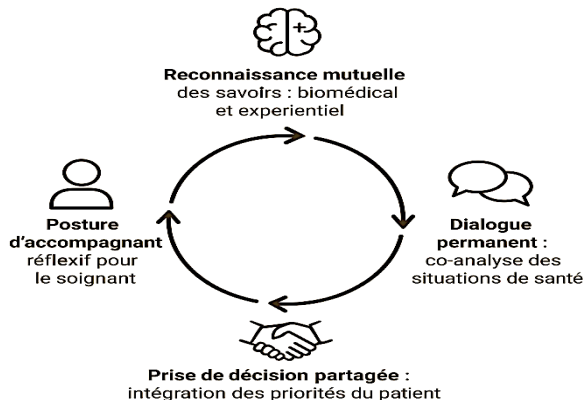 Reconnaissance mutuelle
des savoirs : biomédical
et experientiel
Dialogue
permanent :
co-analyse des
situations de santé
Prise de décision partagée :
intégration des priorités du patient
Posture
d'accompagnant
réflexif pour
le soignant